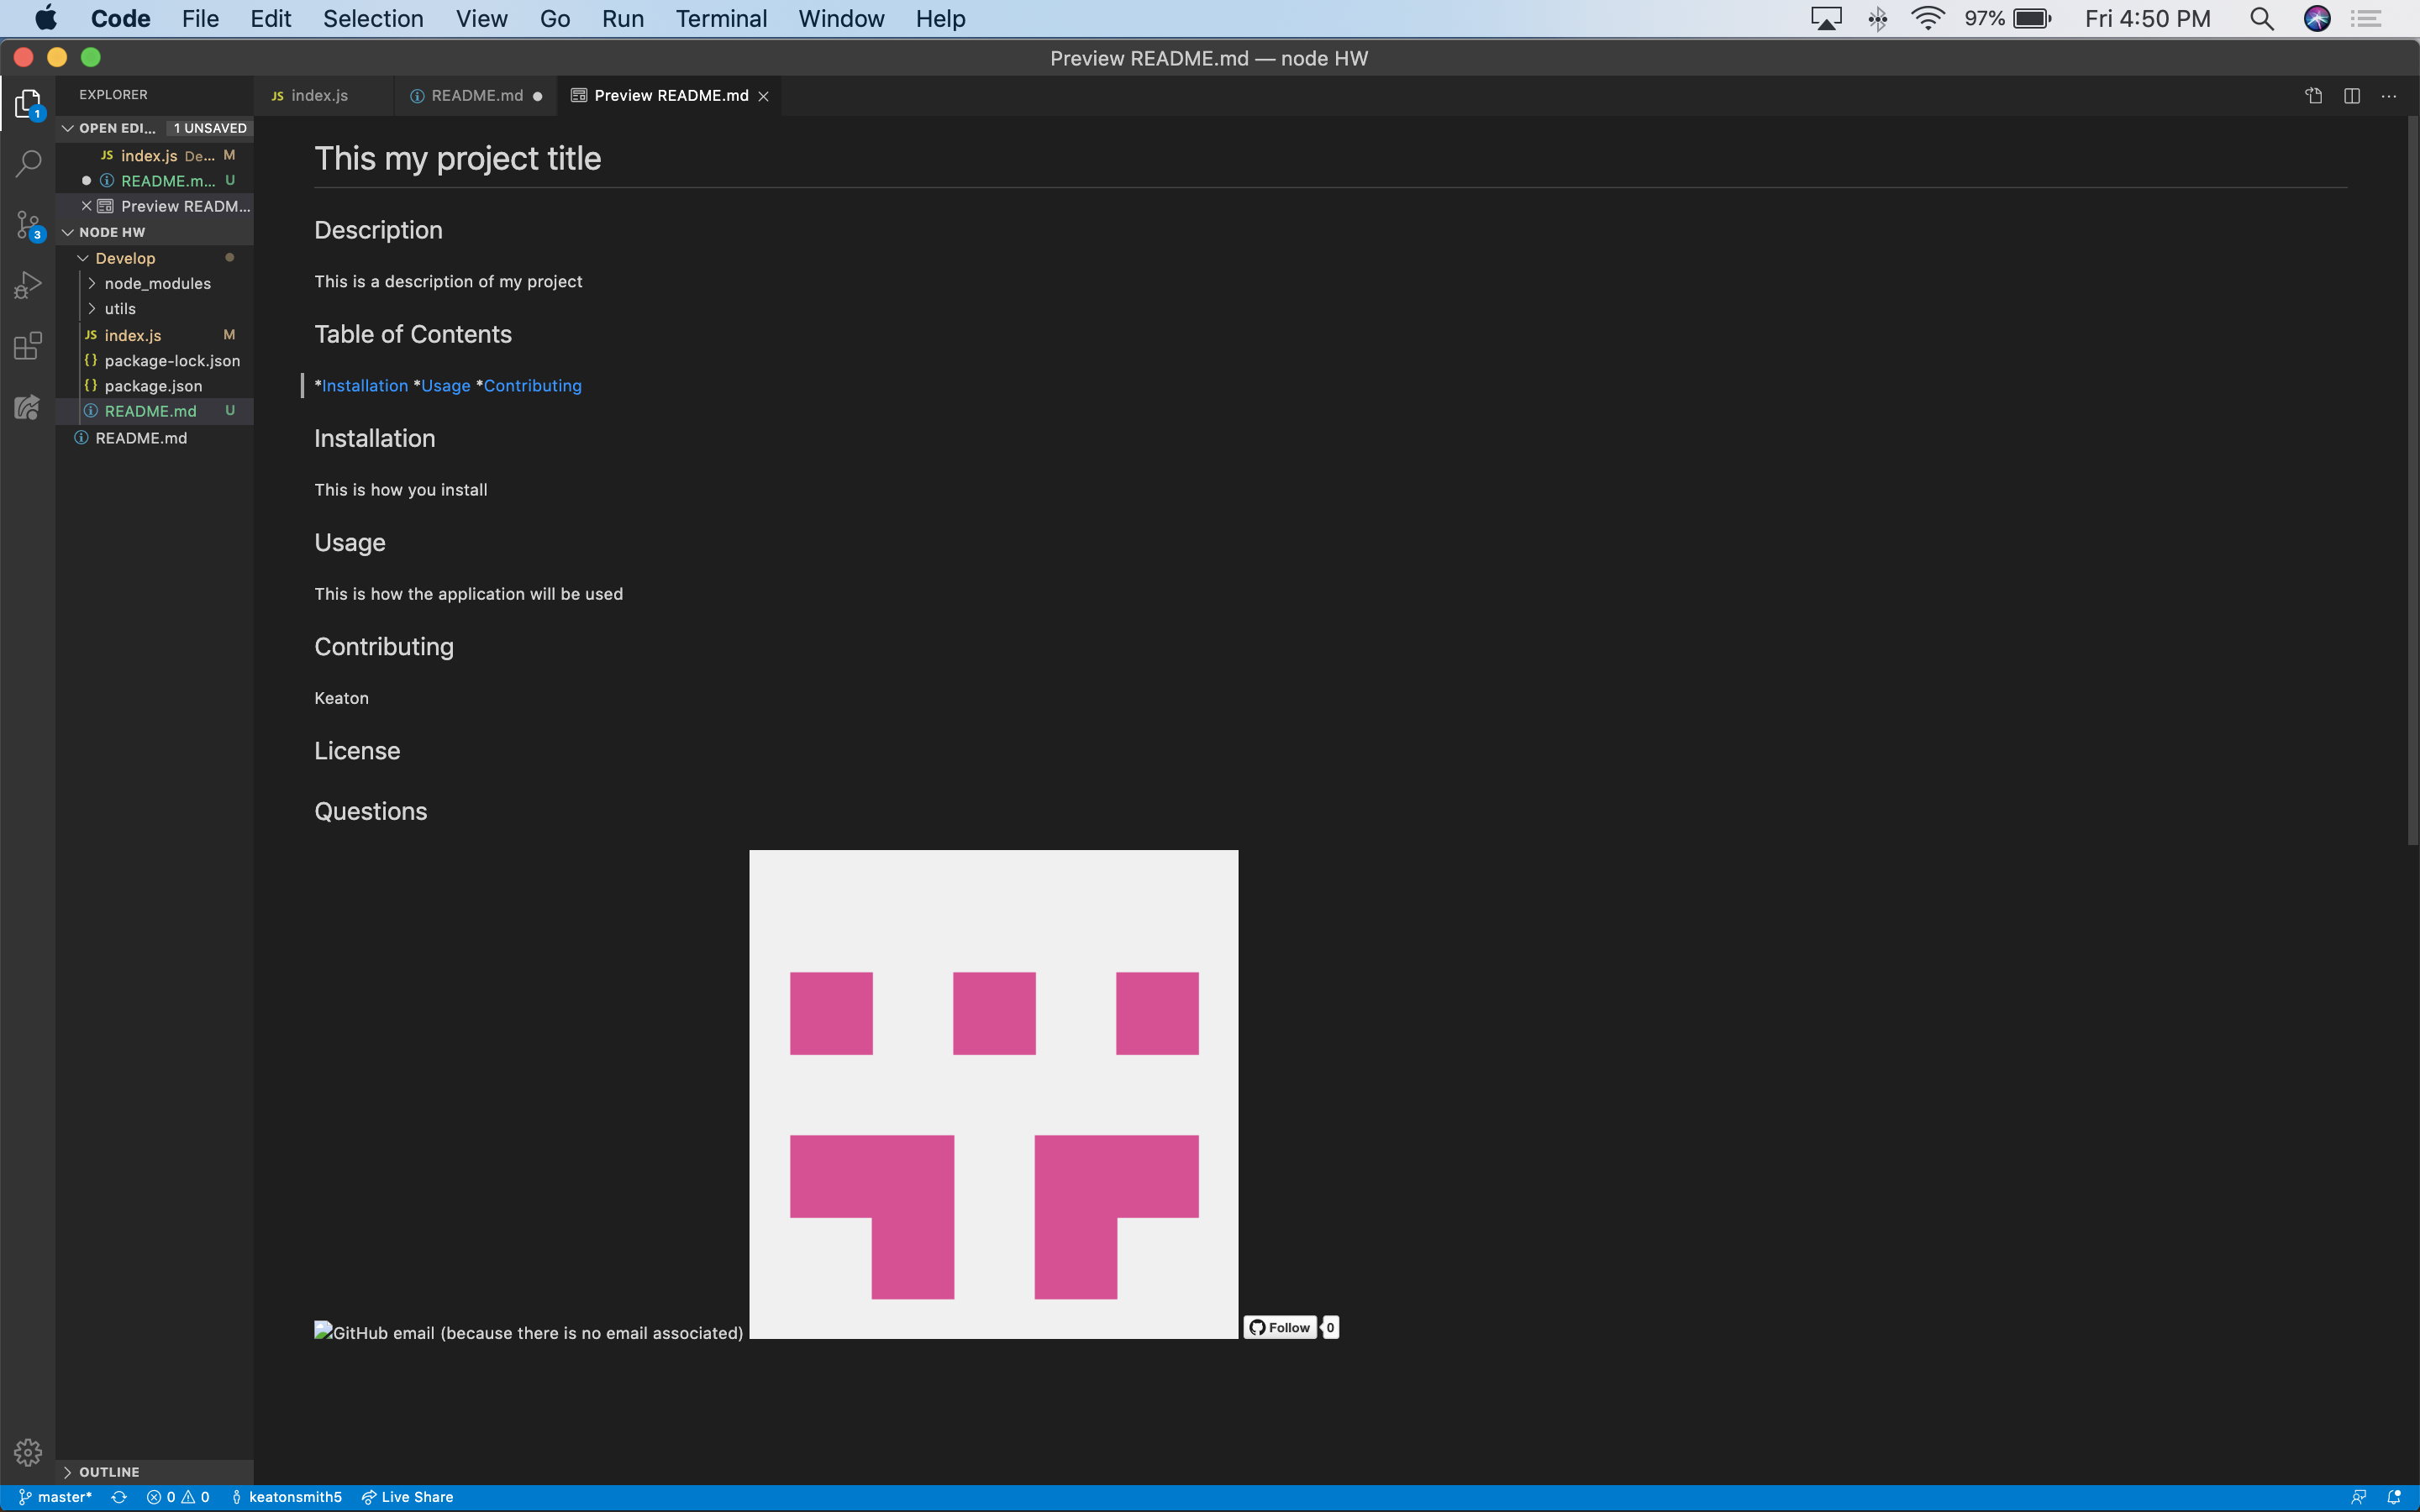 Code File Edit Selection View Go Run Terminal Window Help 97% Fri 4:50 PM
Preview README.md — node HW
EXPLORER
JS index.js README.md Preview README.md
OPEN EDI... 1 UNSAVED
JS index.js De... M
README.m... U
Preview READM...
NODE HW
Develop
node_modules
utils
JS index.js M
{} package-lock.json
{} package.json
README.md U
README.md
1
3
This my project title
Description
This is a description of my project
Table of Contents
*Installation *Usage *Contributing
Installation
This is how you install
Usage
This is how the application will be used
Contributing
Keaton
License
Questions
GitHub email (because there is no email associated) Follow 0
OUTLINE
master* 0 0 keatonsmith5 Live Share